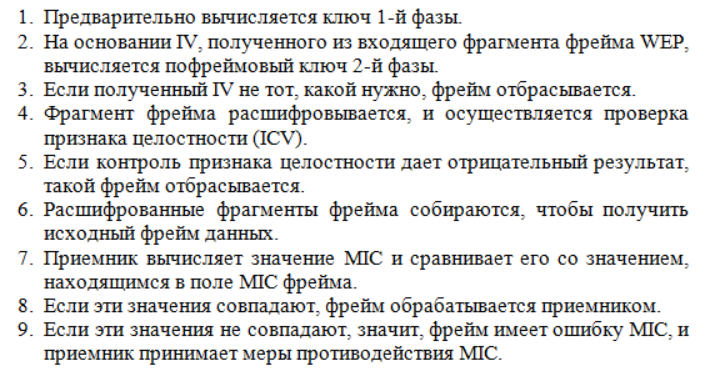 1. Предварительно вычисляется ключ 1-й фазы.
2. На основании IV, полученного из входящего фрагмента фрейма WEP,
вычисляется пофреймовый ключ 2-й фазы.
3. Если полученный IV не тот, какой нужно, фрейм отбрасывается.
4. Фрагмент фрейма расшифровывается, и осуществляется проверка
признака целостности (ICV).
5. Если контроль признака целостности дает отрицательный результат,
такой фрейм отбрасывается.
6. Расшифрованные фрагменты фрейма собираются, чтобы получить
исходный фрейм данных.
7. Приемник вычисляет значение MIC и сравнивает его со значением,
находящимся в поле MIC фрейма.
8. Если эти значения совпадают, фрейм обрабатывается приемником.
9. Если эти значения не совпадают, значит, фрейм имеет ошибку MIC, и
приемник принимает меры противодействия MIC.